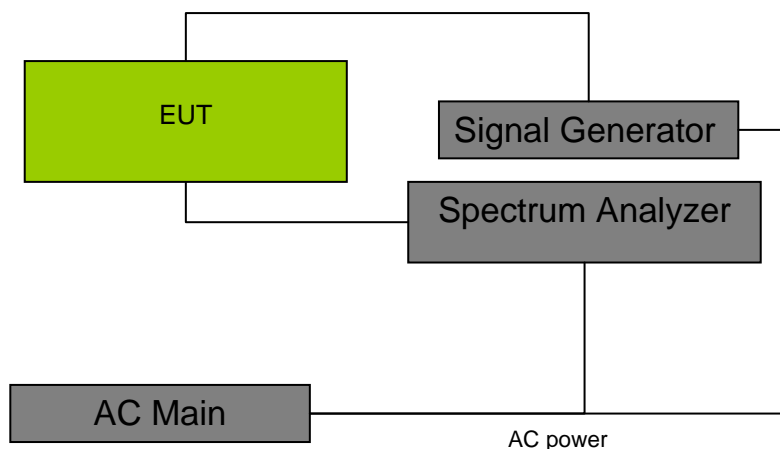 EUT
Signal Generator
Spectrum Analyzer
AC Main
AC power